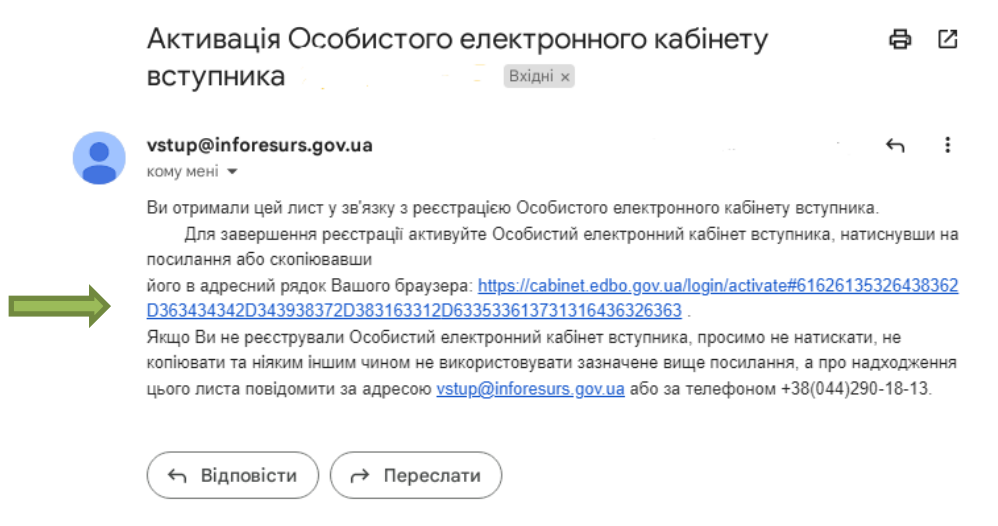 Активація Особистого електронного кабінету
вступника
Вхідні ×
vstup@inforesurs.gov.ua
кому мені
Ви отримали цей лист у зв'язку з реєстрацією Особистого електронного кабінету вступника.
Для завершення реєстрації активуйте Особистий електронний кабінет вступника, натиснувши на
посилання або скопіювавши
його в адресний рядок Вашого браузера: https://cabinet.edbo.gov.ua/login/activate#61626135326438362
D363434342D343938372D383163312D633533613731316436326363 .
Якщо Ви не реєстрували Особистий електронний кабінет вступника, просимо не натискати, не
копіювати та ніяким іншим чином не використовувати зазначене вище посилання, а про надходження
цього листа повідомити за адресою vstup@inforesurs.gov.ua або за телефоном +38(044)290-18-13.
Відповісти
Переслати